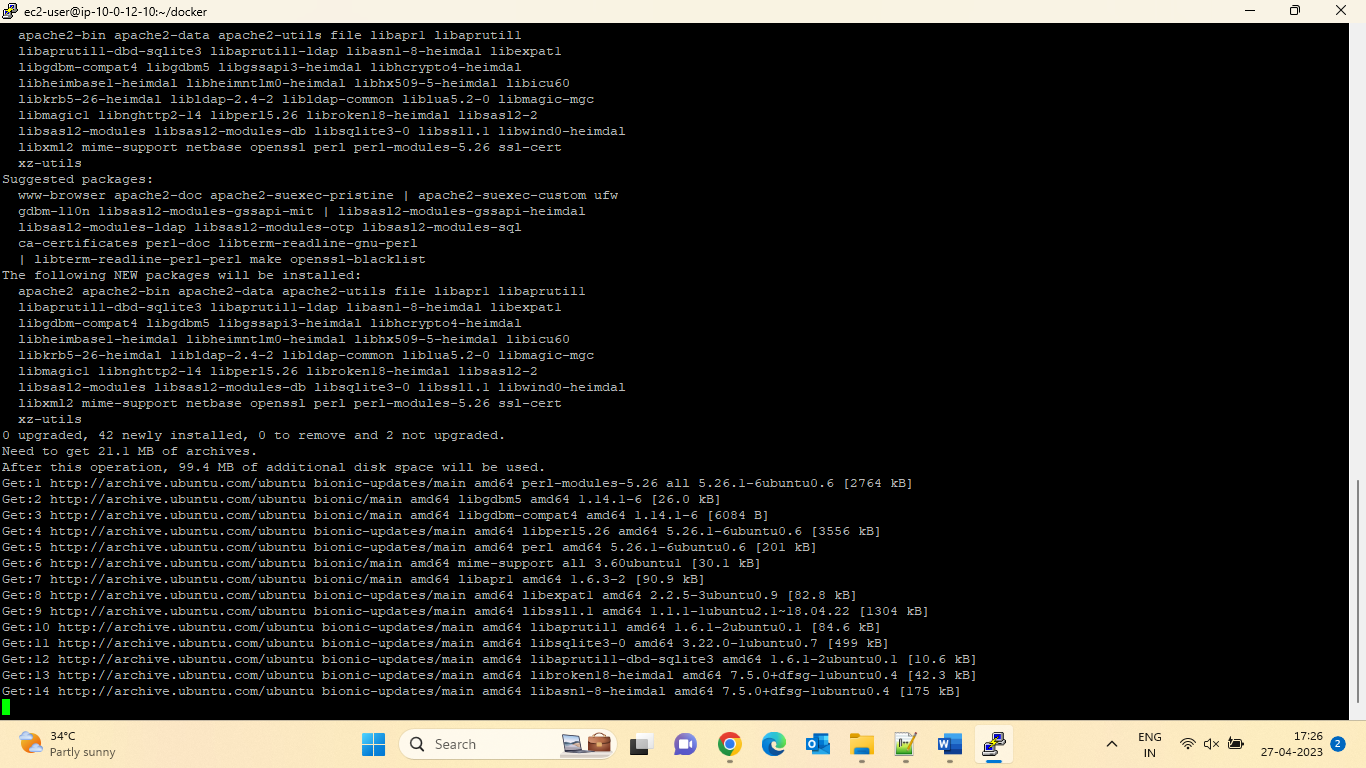 ec2-user@ip-10-0-12-10:~/docker
apache2-bin apache2-data apache2-utils file libapr1 libaprutil1
libaprutil1-dbd-sqlite3 libaprutil1-ldap libasn1-8-heimdal libexpat1
libgdbm-compat4 libgdbm5 libgssapi3-heimdal libhcrypto4-heimdal
libheimbase1-heimdal libheimntlm0-heimdal libhx509-5-heimdal libicu60
libkrb5-26-heimdal libldap-2.4-2 libldap-common liblua5.2-0 libmagic-mgc
libmagic1 libnghttp2-14 libperl5.26 libroken18-heimdal libsasl2-2
libsasl2-modules libsasl2-modules-db libsqlite3-0 libssl1.1 libwind0-heimdal
libxml2 mime-support netbase openssl perl perl-modules-5.26 ssl-cert
xz-utils
Suggested packages:
www-browser apache2-doc apache2-suexec-pristine | apache2-suexec-custom ufw
gdbm-l10n libsasl2-modules-gssapi-mit | libsasl2-modules-gssapi-heimdal
libsasl2-modules-ldap libsasl2-modules-otp libsasl2-modules-sql
ca-certificates perl-doc libterm-readline-gnu-perl
| libterm-readline-perl-perl make openssl-blacklist
The following NEW packages will be installed:
apache2 apache2-bin apache2-data apache2-utils file libapr1 libaprutil1
libaprutil1-dbd-sqlite3 libaprutil1-ldap libasn1-8-heimdal libexpat1
libgdbm-compat4 libgdbm5 libgssapi3-heimdal libhcrypto4-heimdal
libheimbase1-heimdal libheimntlm0-heimdal libhx509-5-heimdal libicu60
libkrb5-26-heimdal libldap-2.4-2 libldap-common liblua5.2-0 libmagic-mgc
libmagic1 libnghttp2-14 libperl5.26 libroken18-heimdal libsasl2-2
libsasl2-modules libsasl2-modules-db libsqlite3-0 libssl1.1 libwind0-heimdal
libxml2 mime-support netbase openssl perl perl-modules-5.26 ssl-cert
xz-utils
0 upgraded, 42 newly installed, 0 to remove and 2 not upgraded.
Need to get 21.1 MB of archives.
After this operation, 99.4 MB of additional disk space will be used.
Get:1 http://archive.ubuntu.com/ubuntu bionic-updates/main amd64 perl-modules-5.26 all 5.26.1-6ubuntu0.6 [2764 kB]
Get:2 http://archive.ubuntu.com/ubuntu bionic/main amd64 libgdbm5 amd64 1.14.1-6 [26.0 kB]
Get:3 http://archive.ubuntu.com/ubuntu bionic/main amd64 libgdbm-compat4 amd64 1.14.1-6 [6084 B]
Get:4 http://archive.ubuntu.com/ubuntu bionic-updates/main amd64 libperl5.26 amd64 5.26.1-6ubuntu0.6 [3556 kB]
Get:5 http://archive.ubuntu.com/ubuntu bionic-updates/main amd64 perl amd64 5.26.1-6ubuntu0.6 [201 kB]
Get:6 http://archive.ubuntu.com/ubuntu bionic/main amd64 mime-support all 3.60ubuntu1 [30.1 kB]
Get:7 http://archive.ubuntu.com/ubuntu bionic/main amd64 libapr1 amd64 1.6.3-2 [90.9 kB]
Get:8 http://archive.ubuntu.com/ubuntu bionic-updates/main amd64 libexpat1 amd64 2.2.5-3ubuntu0.9 [82.8 kB]
Get:9 http://archive.ubuntu.com/ubuntu bionic-updates/main amd64 libssl1.1 amd64 1.1.1-1ubuntu2.1~18.04.22 [1304 kB]
Get:10 http://archive.ubuntu.com/ubuntu bionic-updates/main amd64 libaprutil1 amd64 1.6.1-2ubuntu0.1 [84.6 kB]
Get:11 http://archive.ubuntu.com/ubuntu bionic-updates/main amd64 libsqlite3-0 amd64 3.22.0-1ubuntu0.7 [499 kB]
Get:12 http://archive.ubuntu.com/ubuntu bionic-updates/main amd64 libaprutil1-dbd-sqlite3 amd64 1.6.1-2ubuntu0.1 [10.6 kB]
Get:13 http://archive.ubuntu.com/ubuntu bionic-updates/main amd64 libroken18-heimdal amd64 7.5.0+dfsg-1ubuntu0.4 [42.3 kB]
Get:14 http://archive.ubuntu.com/ubuntu bionic-updates/main amd64 libasn1-8-heimdal amd64 7.5.0+dfsg-1ubuntu0.4 [175 kB]
34°C
Partly sunny
Search
ENG
IN
17:26
27-04-2023
2